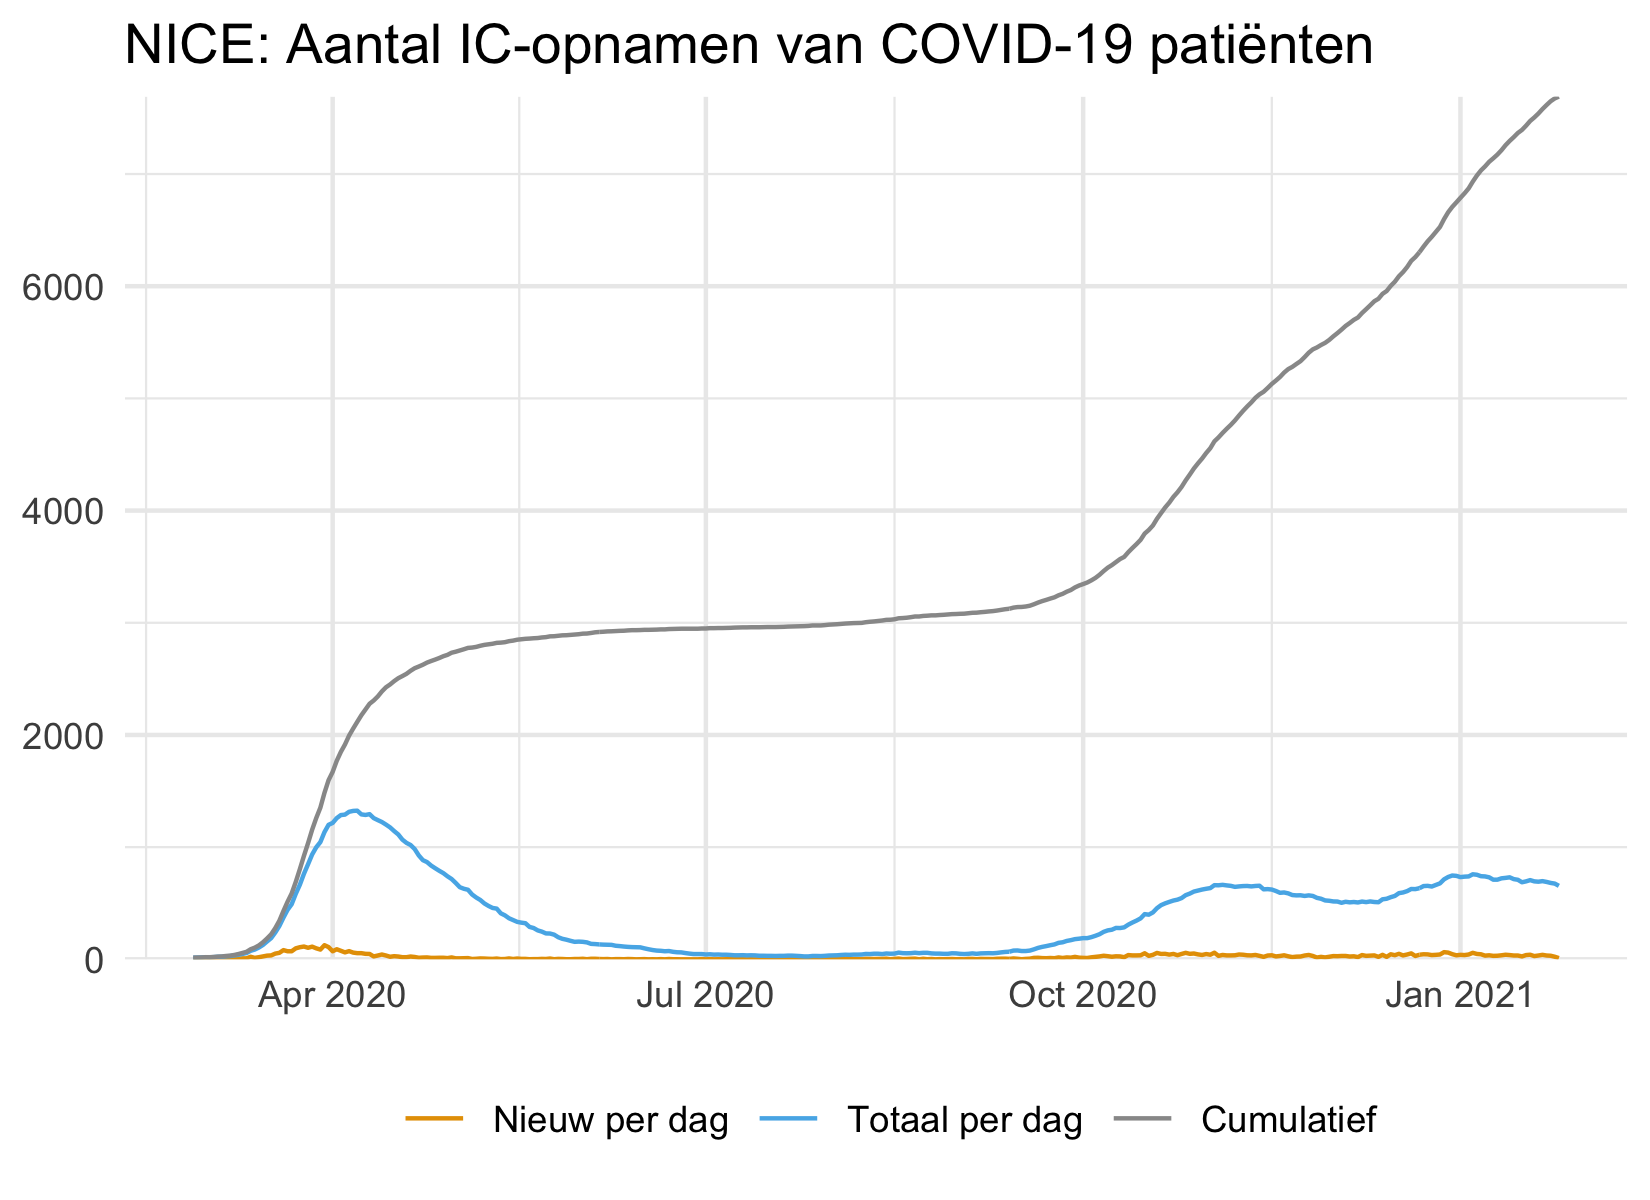 NICE: Aantal IC-opnamen van COVID-19 patiënten
6000
4000
2000
0
Apr 2020 Jul 2020 Oct 2020 Jan 2021
Nieuw per dag Totaal per dag Cumulatief